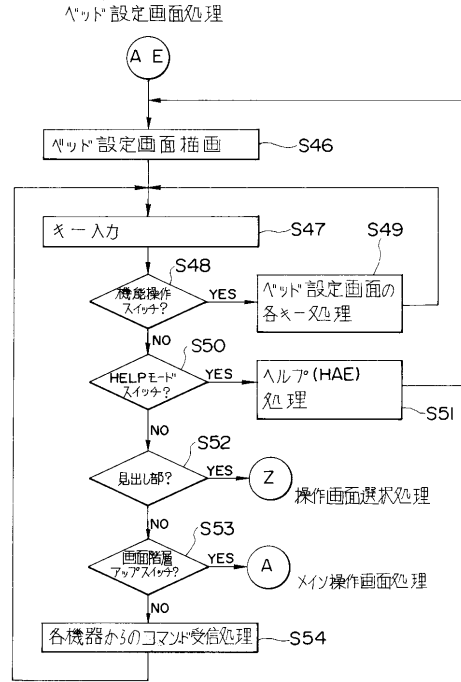 ベッド設定画面処理
A E
ベッド設定画面描画
S46
キー入力
S47
S48
機能操作
スイッチ?
YES
S49
ベッド設定画面の
各キー処理
NO
S50
HELPモード
スイッチ?
YES
ヘルプ(HAE)
処理
S51
NO
S52
見出し部?
YES
Z
操作画面選択処理
NO
S53
画面階層
アップスイッチ?
YES
A
メイン操作画面処理
NO
各機器からのコマンド受信処理
S54